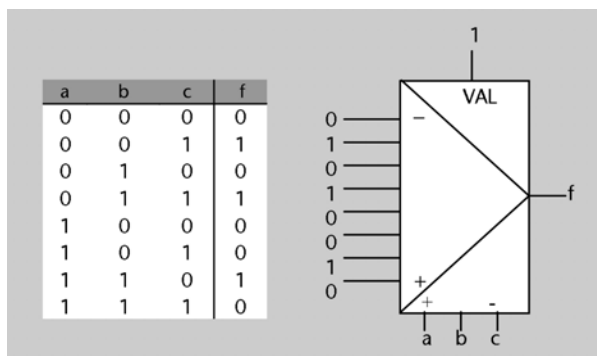 a b c f
0 0 0 0
0 0 1 1
0 1 0 0
0 1 1 1
1 0 0 0
1 0 1 0
1 1 0 1
1 1 1 0
1
VAL
0 −
1
0
1
0
0
1
0 +
+ -
a b c
f